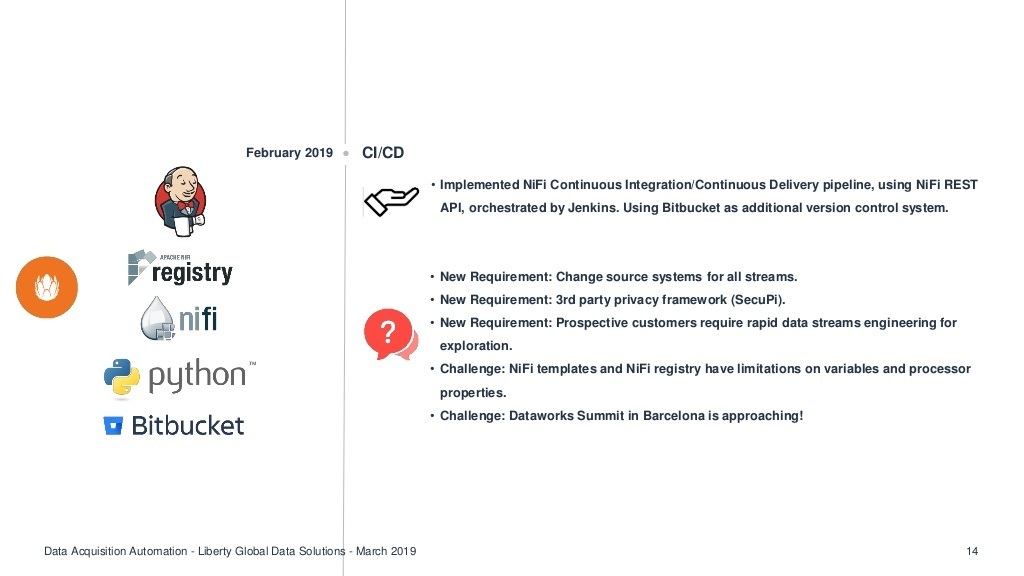 February 2019
CI/CD
• Implemented NiFi Continuous Integration/Continuous Delivery pipeline, using NiFi REST
API, orchestrated by Jenkins. Using Bitbucket as additional version control system.
APACHE NIFI
registry
nifi
python™
Bitbucket
• New Requirement: Change source systems for all streams.
• New Requirement: 3rd party privacy framework (SecuPi).
• New Requirement: Prospective customers require rapid data streams engineering for
exploration.
• Challenge: NiFi templates and NiFi registry have limitations on variables and processor
properties.
• Challenge: Dataworks Summit in Barcelona is approaching!
?
Data Acquisition Automation - Liberty Global Data Solutions - March 2019
14